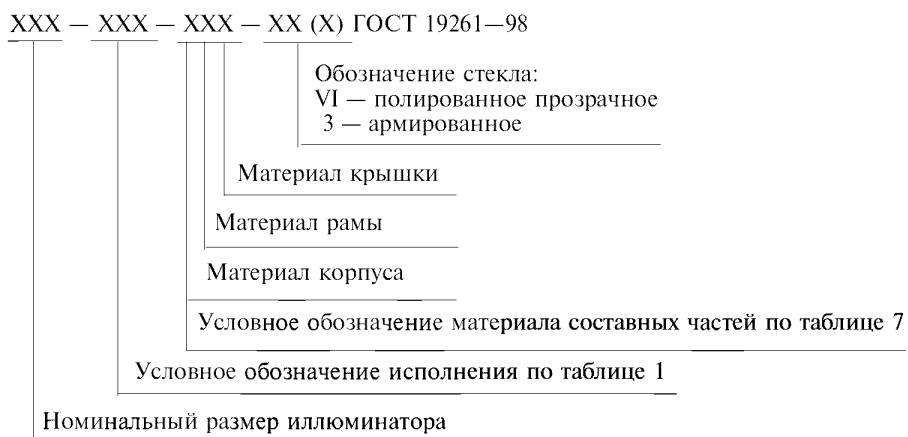 XXX — XXX — XXX — XX (X) ГОСТ 19261—98
Обозначение стекла:
VI — полированное прозрачное
3 — армированное
Материал крышки
Материал рамы
Материал корпуса
Условное обозначение материала составных частей по таблице 7
Условное обозначение исполнения по таблице 1
Номинальный размер иллюминатора